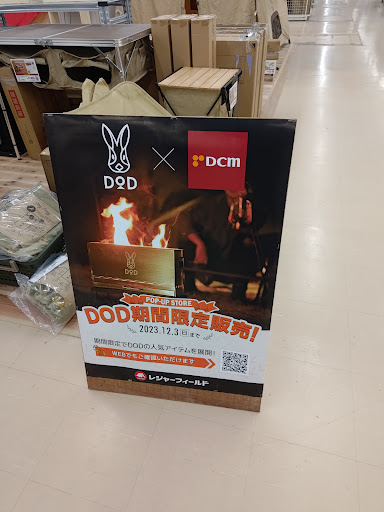 DOD
×
DCM
DOD
POP-UP STORE
DOD期間限定販売!
2023.12.3(日)まで
期間限定でDODの人気アイテムを展開!
WEBでもご確認いただけます
レジャーフィールド